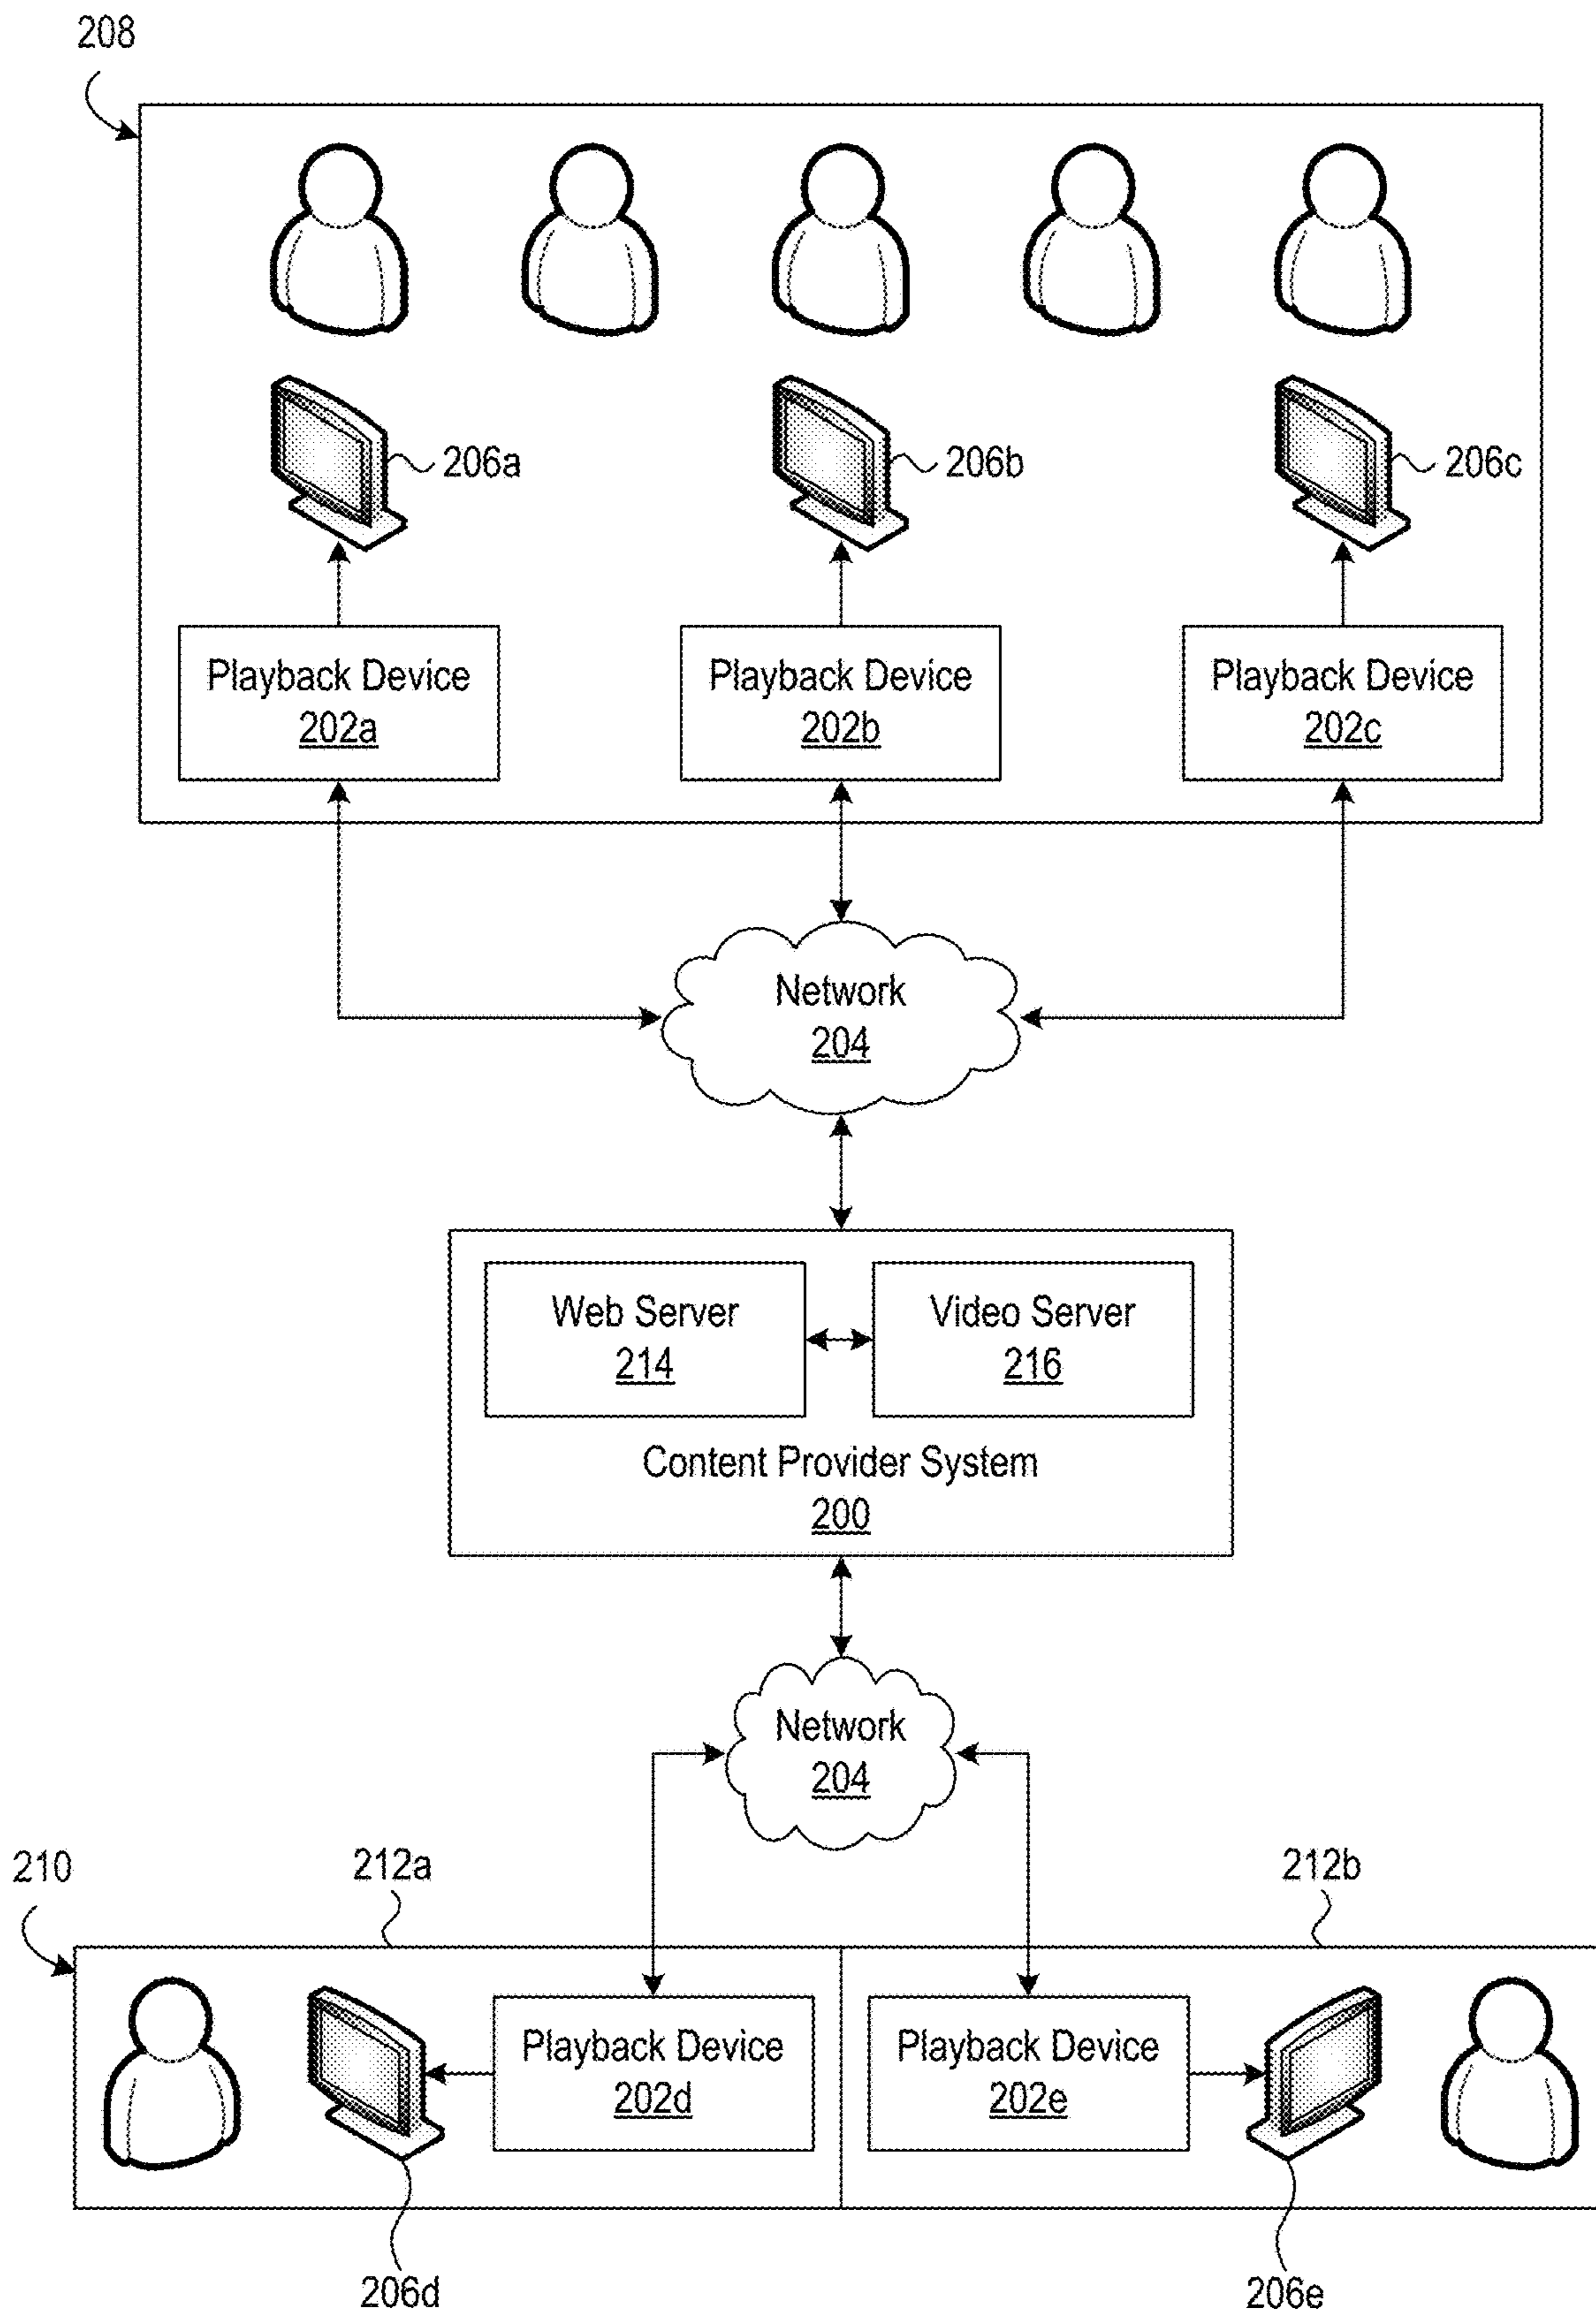 208
206a
206b
206c
Playback Device
202a
Playback Device
202b
Playback Device
202c
Network
204
Web Server
214
Video Server
216
Content Provider System
200
Network
204
210
212a
212b
Playback Device
202d
Playback Device
202e
206d
206e